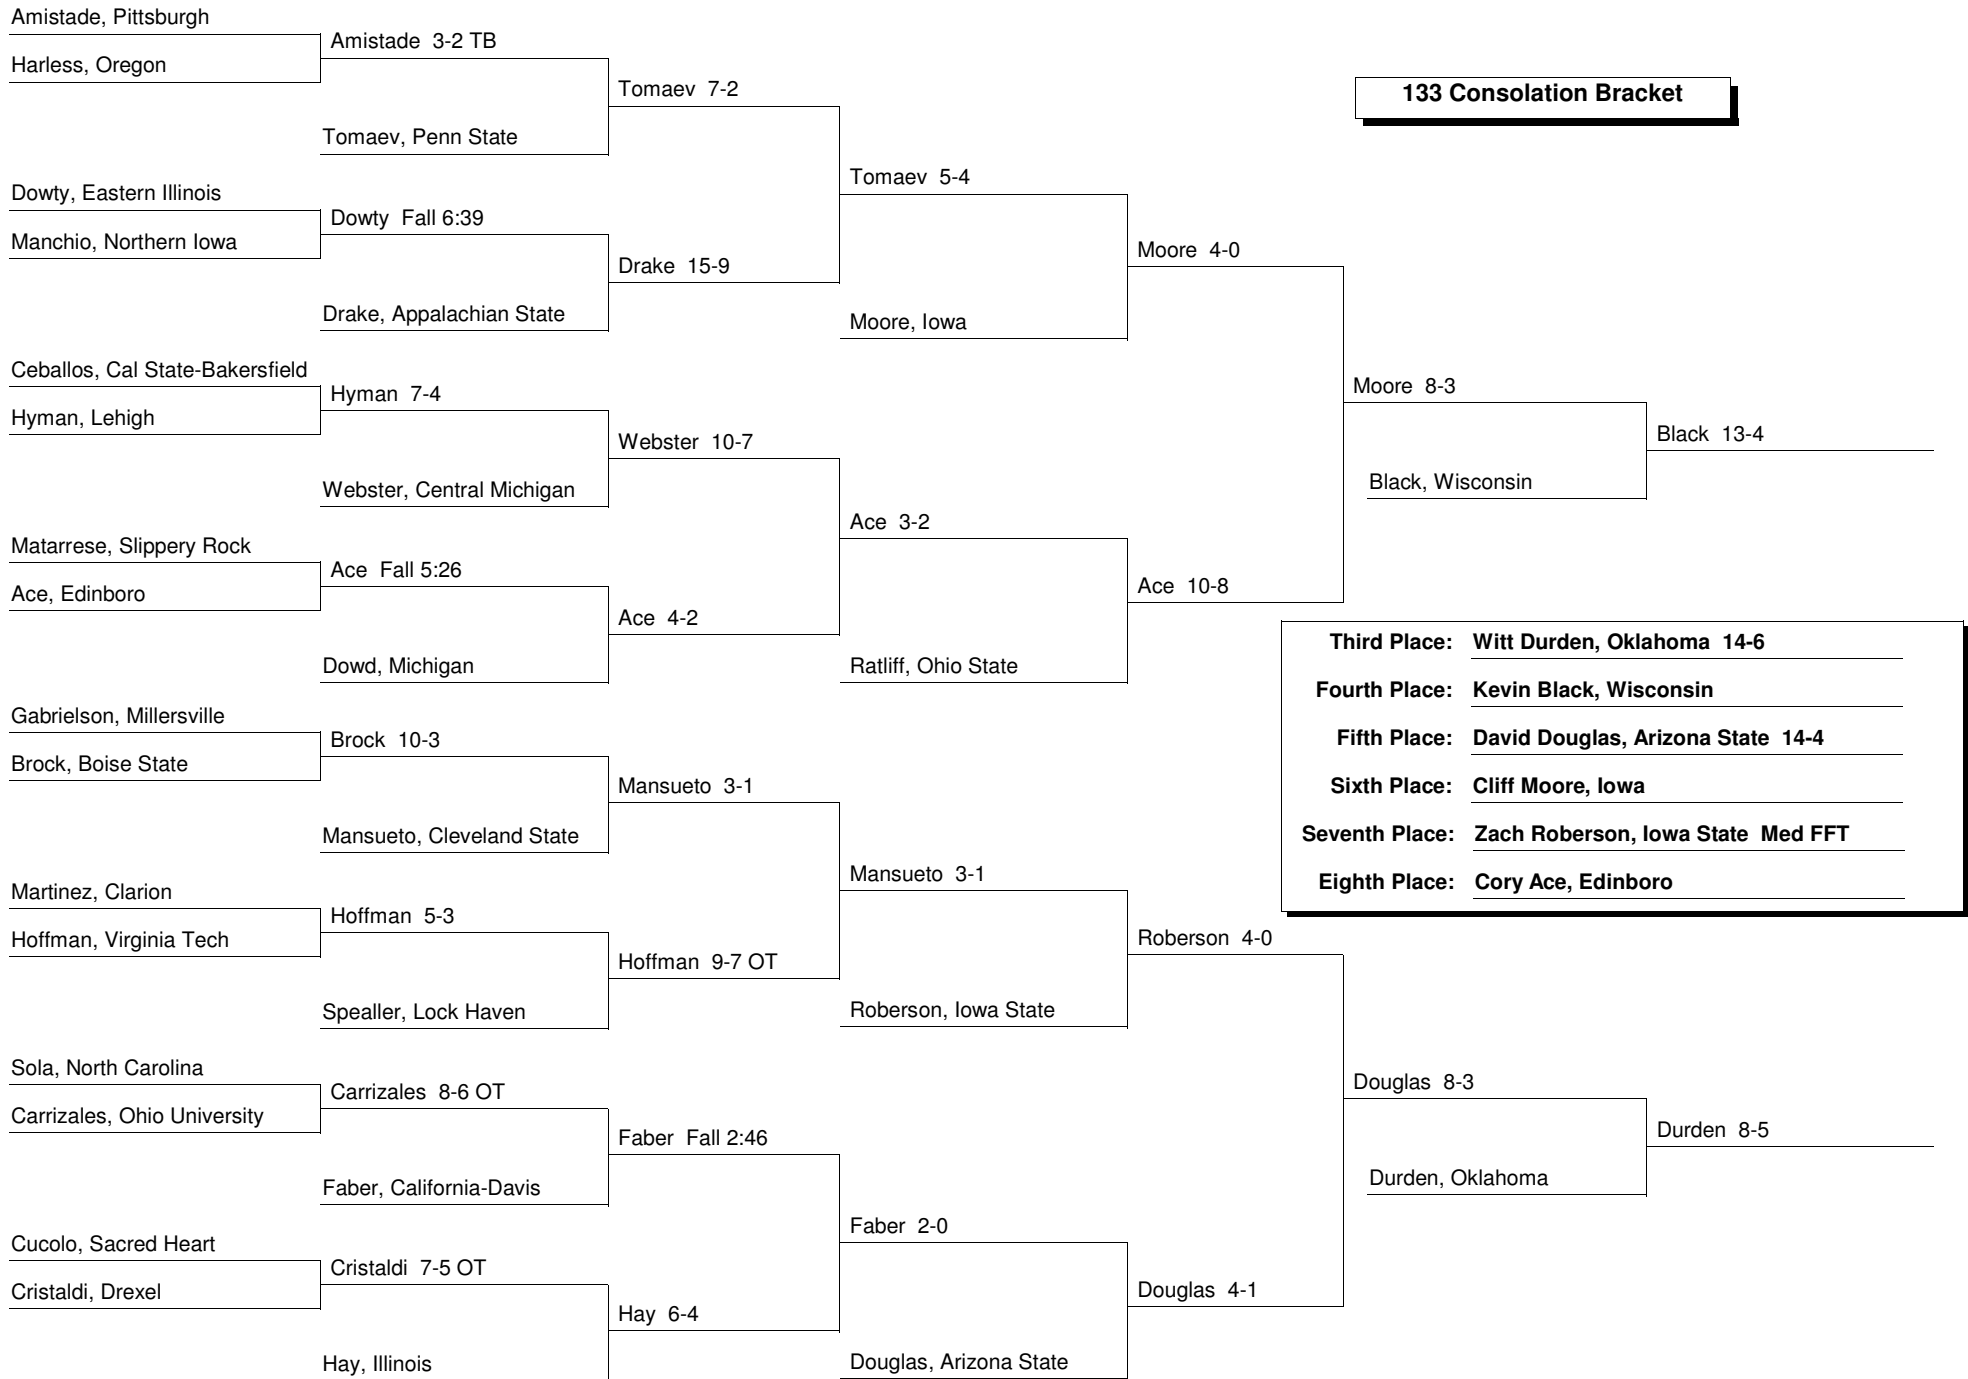 Amistade, Pittsburgh
Harless, Oregon
Amistade 3-2 TB
Tomaev, Penn State
Tomaev 7-2
Dowty, Eastern Illinois
Manchio, Northern Iowa
Dowty Fall 6:39
Drake, Appalachian State
Drake 15-9
Tomaev 5-4
Moore, Iowa
Moore 4-0
Ceballos, Cal State-Bakersfield
Hyman, Lehigh
Hyman 7-4
Webster, Central Michigan
Webster 10-7
Matarrese, Slippery Rock
Ace, Edinboro
Ace Fall 5:26
Dowd, Michigan
Ace 4-2
Ace 3-2
Ratliff, Ohio State
Ace 10-8
Moore 8-3
Black, Wisconsin
Black 13-4
133 Consolation Bracket
Gabrielson, Millersville
Brock, Boise State
Brock 10-3
Mansueto, Cleveland State
Mansueto 3-1
Martinez, Clarion
Hoffman, Virginia Tech
Hoffman 5-3
Spealler, Lock Haven
Hoffman 9-7 OT
Mansueto 3-1
Roberson, Iowa State
Roberson 4-0
Sola, North Carolina
Carrizales, Ohio University
Carrizales 8-6 OT
Faber, California-Davis
Faber Fall 2:46
Cucolo, Sacred Heart
Cristaldi, Drexel
Cristaldi 7-5 OT
Hay, Illinois
Hay 6-4
Faber 2-0
Douglas, Arizona State
Douglas 4-1
Douglas 8-3
Durden, Oklahoma
Durden 8-5
Third Place: Witt Durden, Oklahoma 14-6
Fourth Place: Kevin Black, Wisconsin
Fifth Place: David Douglas, Arizona State 14-4
Sixth Place: Cliff Moore, Iowa
Seventh Place: Zach Roberson, Iowa State Med FFT
Eighth Place: Cory Ace, Edinboro